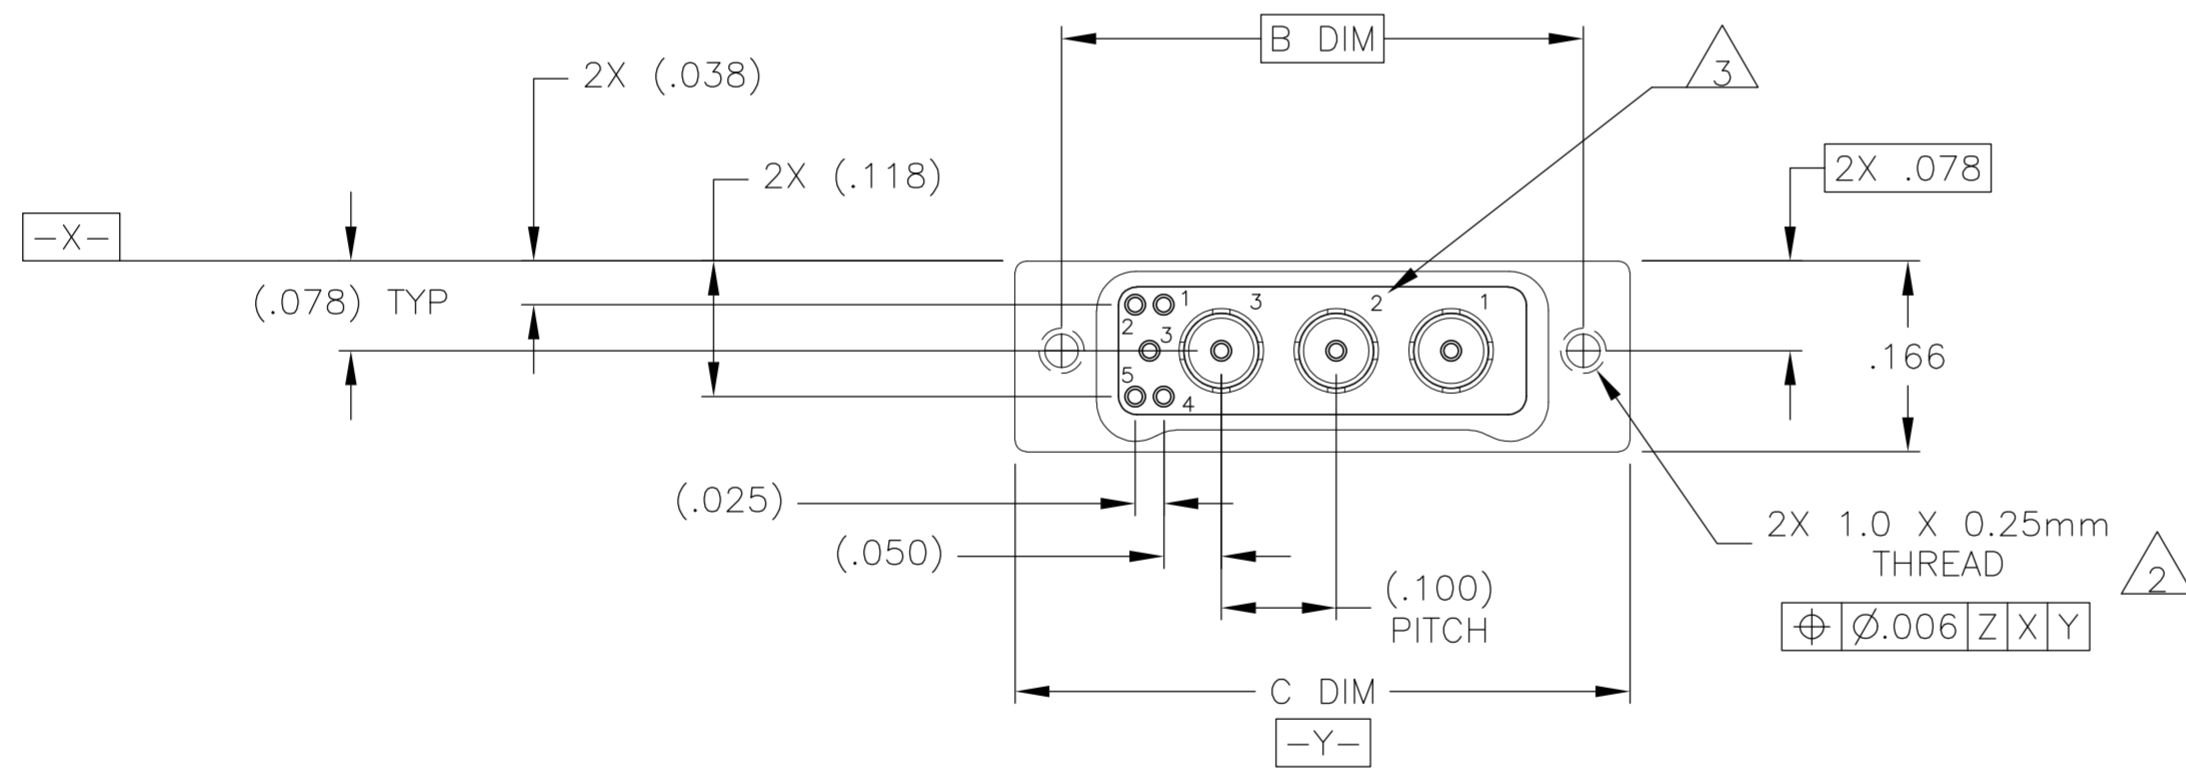 B DIM
3
2X (.038)
2X (.118)
2X .078
-X-
(.078) TYP
1
3
2
1
2
3
.166
5
4
(.025)
(.050)
(.100)
PITCH
2X 1.0 X 0.25mm
THREAD
2
⌖ Ø.006 Z X Y
C DIM
-Y-